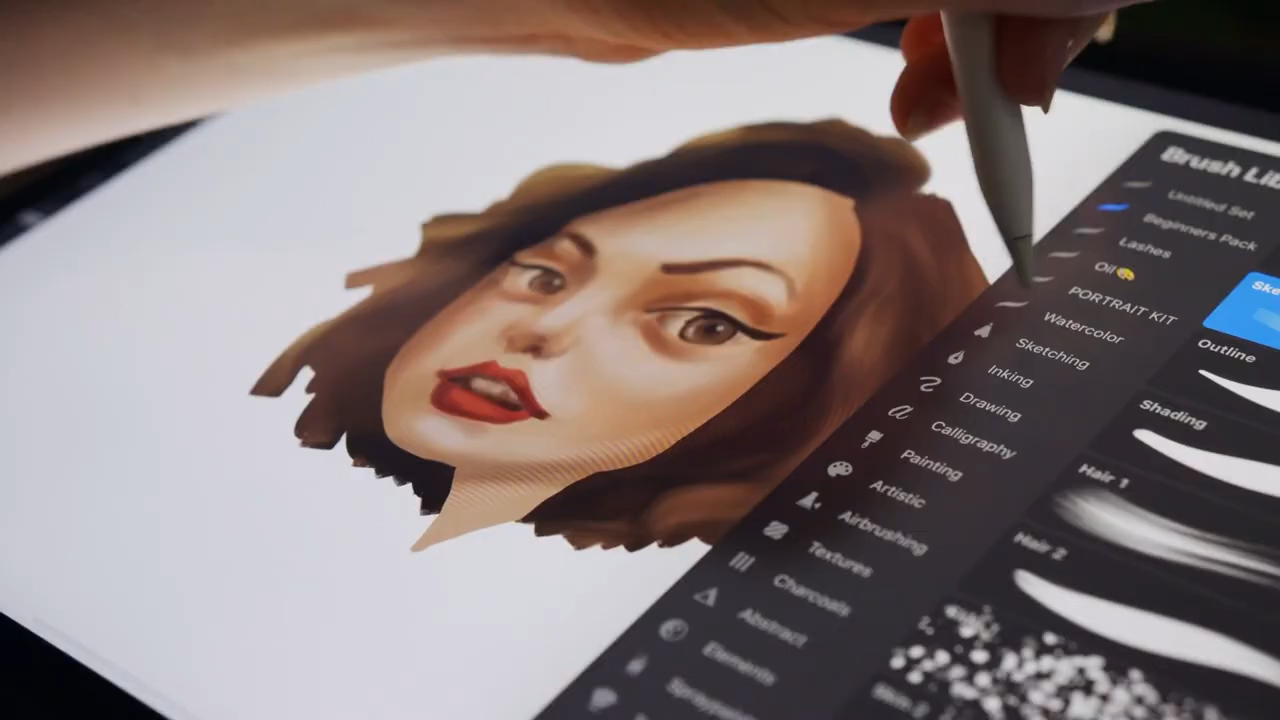 Brush Lib
Untitled Set
Beginners Pack
Lashes
Oil
PORTRAIT KIT
Watercolor
Sketching
Inking
Drawing
Calligraphy
Painting
Artistic
Airbrushing
Textures
Charcoals
Abstract
Elements
Ske
Outline
Shading
Hair 1
Hair 2